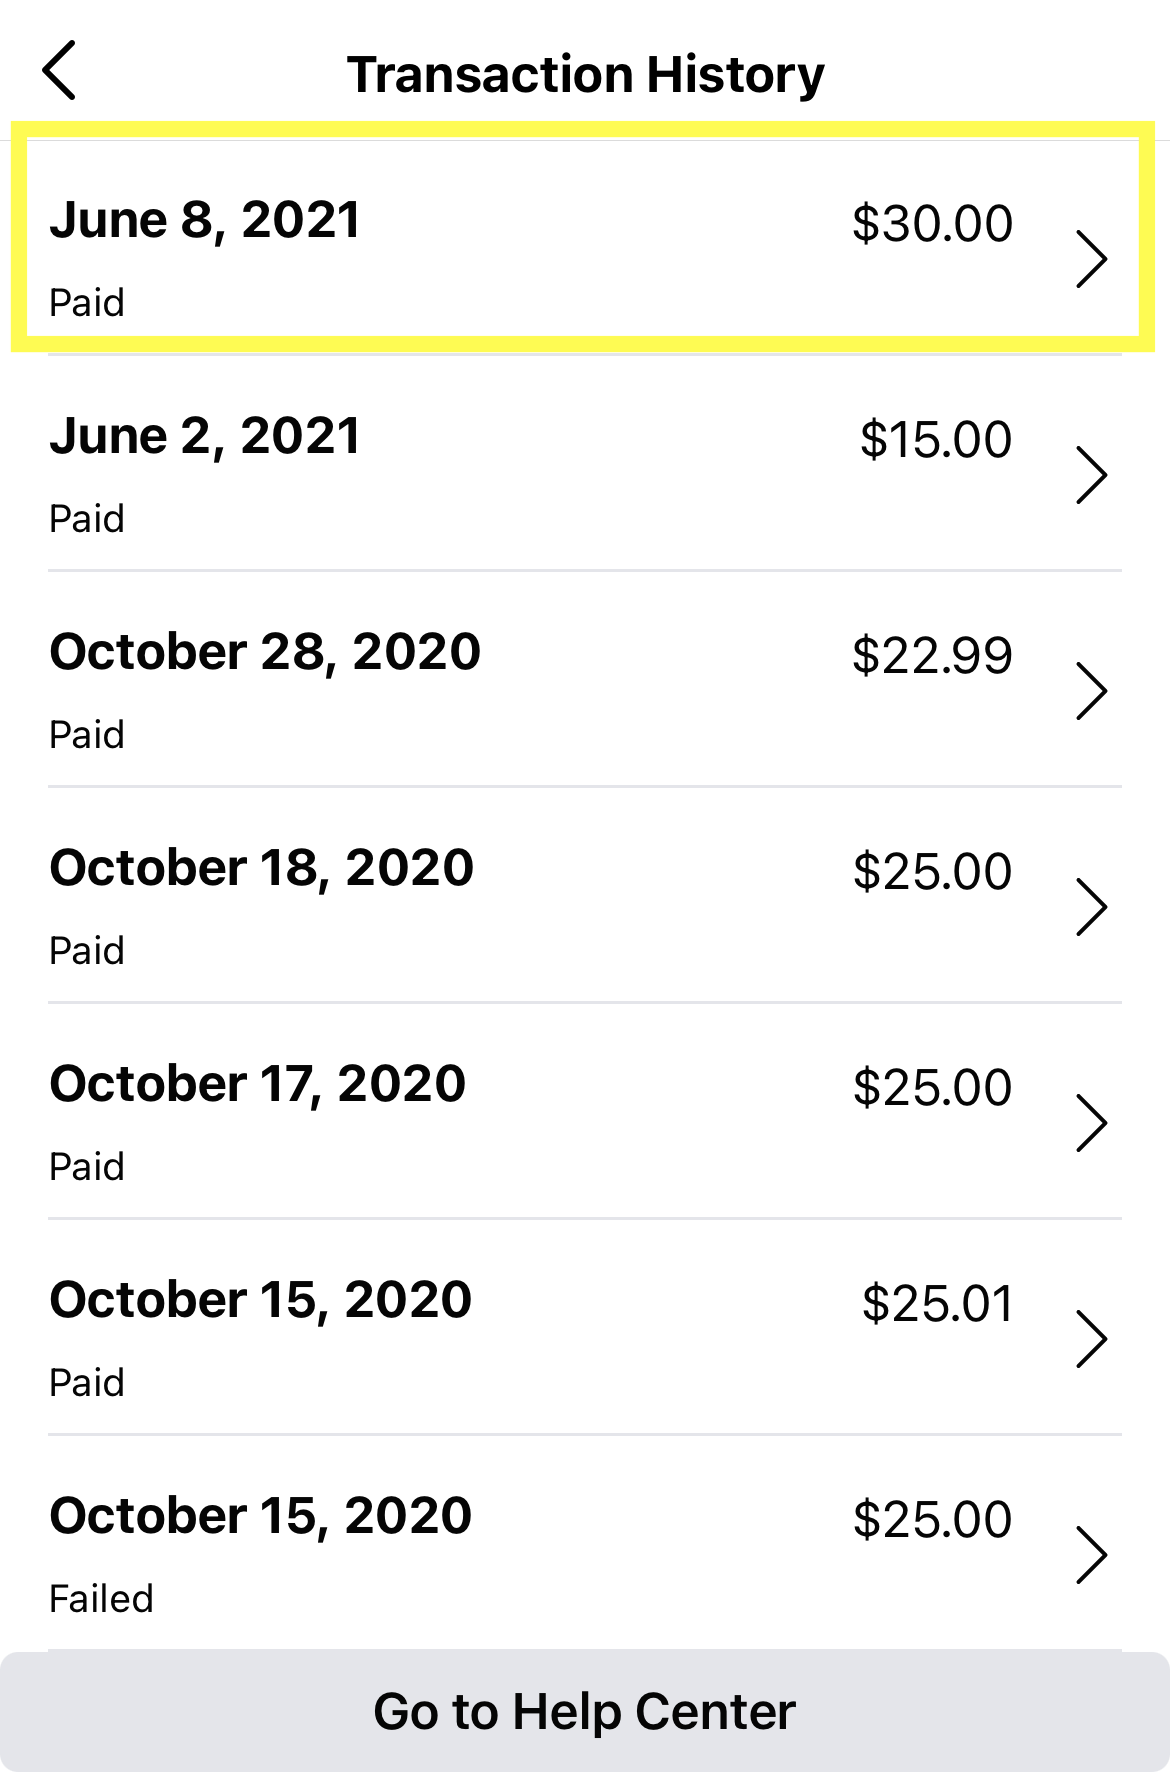 Transaction History
June 8, 2021 $30.00
Paid
June 2, 2021 $15.00
Paid
October 28, 2020 $22.99
Paid
October 18, 2020 $25.00
Paid
October 17, 2020 $25.00
Paid
October 15, 2020 $25.01
Paid
October 15, 2020 $25.00
Failed
Go to Help Center